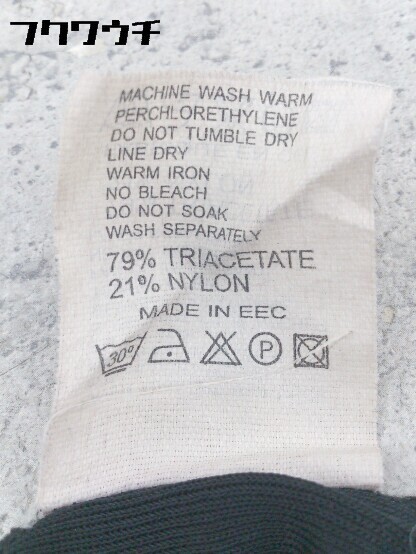 フクワウチ
MACHINE WASH WARM
PERCHLORETHYLENE
DO NOT TUMBLE DRY
LINE DRY
WARM IRON
NO BLEACH
DO NOT SOAK
WASH SEPARATELY
79% TRIACETATE
21% NYLON
MADE IN EEC
30° P